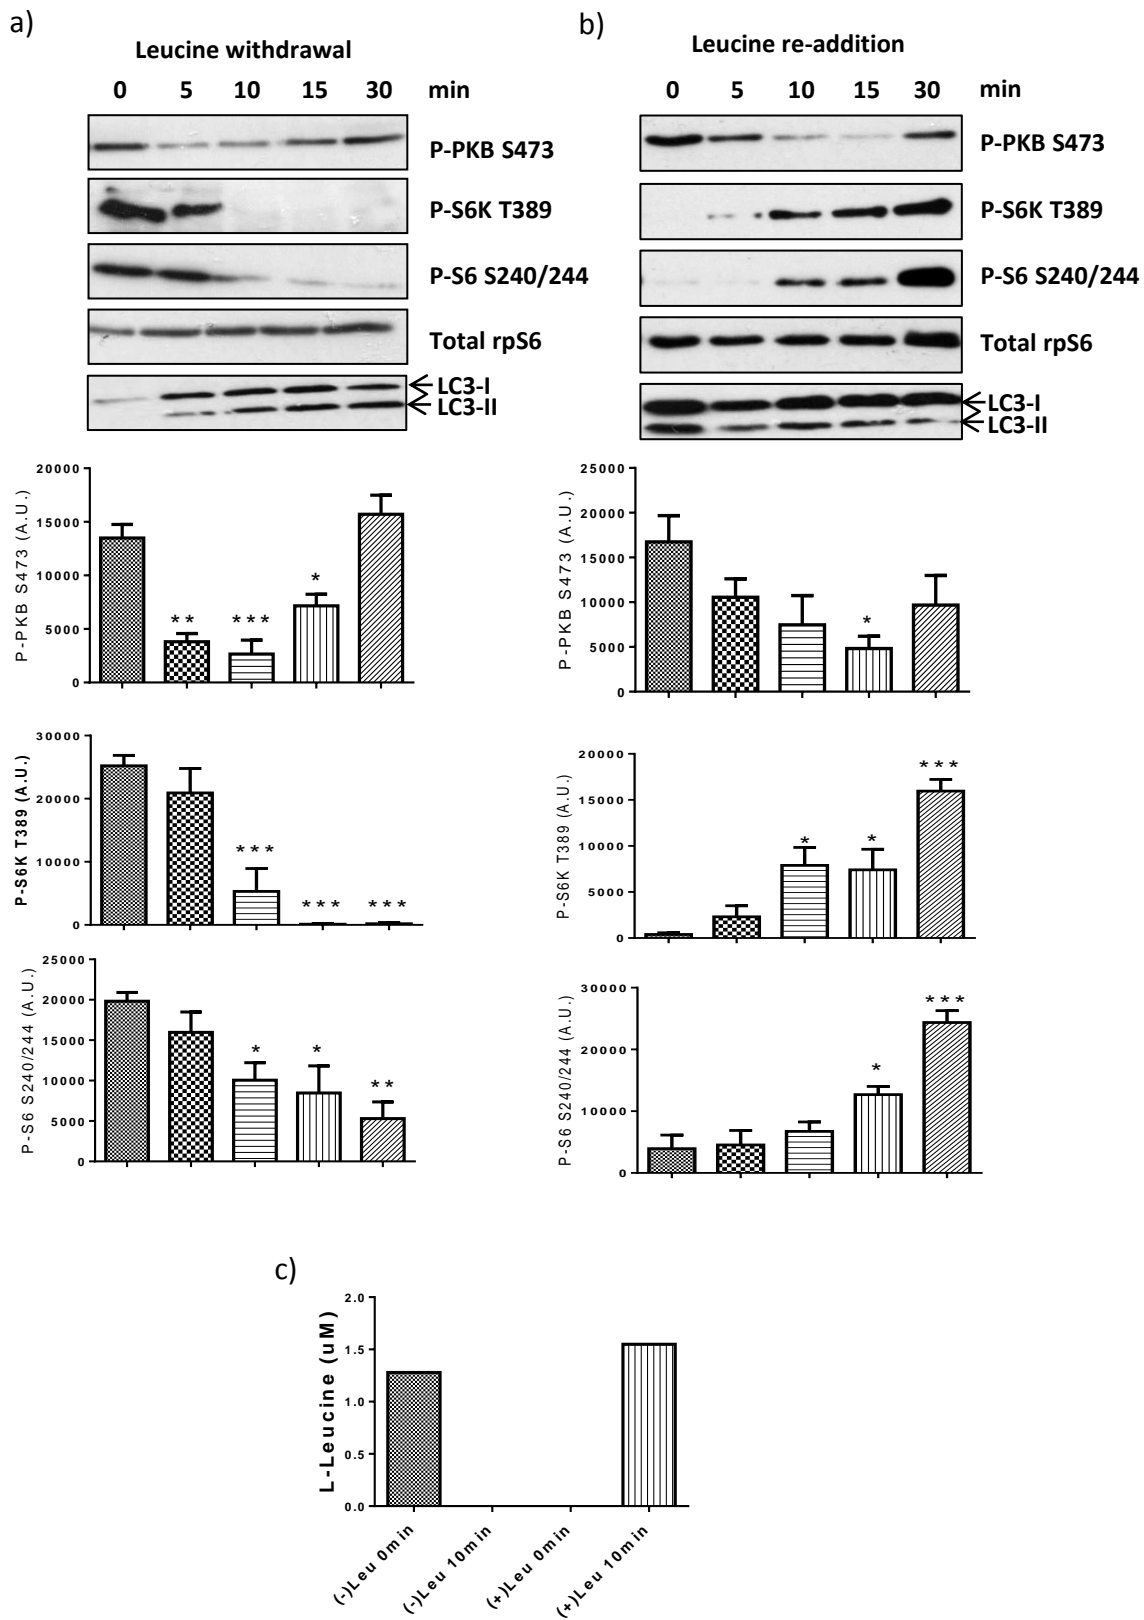 a)
Leucine withdrawal
0 5 10 15 30 min
P-PKB S473
P-S6K T389
P-S6 S240/244
Total rpS6
LC3-I
LC3-II
b)
Leucine re-addition
0 5 10 15 30 min
P-PKB S473
P-S6K T389
P-S6 S240/244
Total rpS6
LC3-I
LC3-II
P-PKB S473 (A.U.)
20000
15000
10000
5000
0
** *** *
P-PKB S473 (A.U.)
25000
20000
15000
10000
5000
0
*
P-S6K T389 (A.U.)
30000
20000
10000
0
*** *** ***
P-S6K T389 (A.U.)
20000
15000
10000
5000
0
* * ***
P-S6 S240/244 (A.U.)
25000
20000
15000
10000
5000
0
* * **
P-S6 S240/244 (A.U.)
30000
20000
10000
0
* ***
c)
L-Leucine (uM)
2.0
1.5
1.0
0.5
0.0
(-)Leu 0min
(-)Leu 10min
(+)Leu 0min
(+)Leu 10min